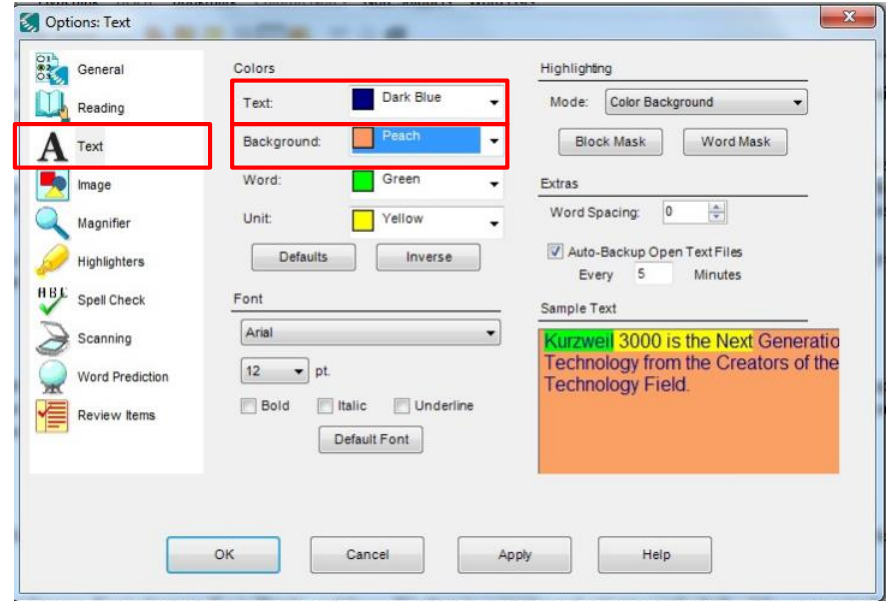 Options: Text
General
Reading
Text
Image
Magnifier
Highlighters
Spell Check
Scanning
Word Prediction
Review Items
Colors
Text: Dark Blue
Background: Peach
Word: Green
Unit: Yellow
Defaults Inverse
Font
Arial
12 pt.
Bold Italic Underline
Default Font
Highlighting
Mode: Color Background
Block Mask Word Mask
Extras
Word Spacing: 0
Auto-Backup Open Text Files
Every 5 Minutes
Sample Text
Kurzweil 3000 is the Next Generatio
Technology from the Creators of the
Technology Field.
OK Cancel Apply Help